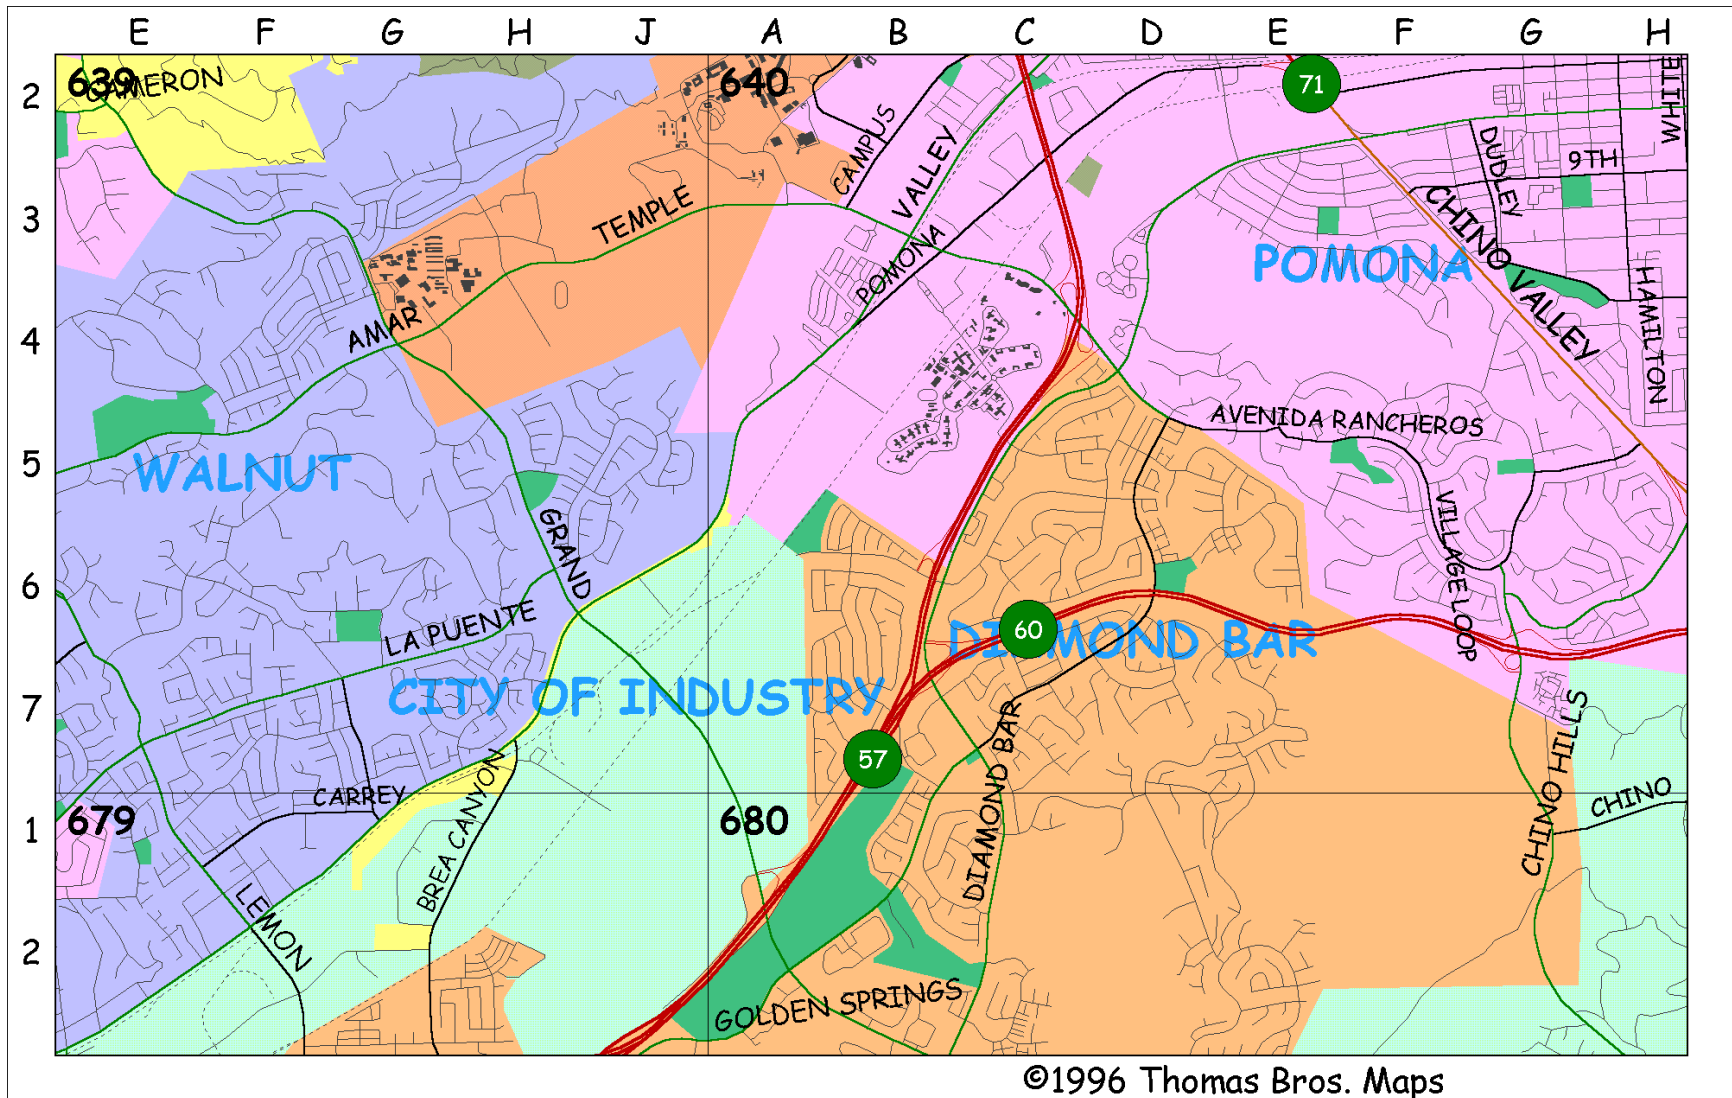 E F G H J A B C D E F G H
2
3
4
5
6
7
1
2
639
CAMERON
640
71
WHITE
CAMPUS
VALLEY
DUDLEY
9TH
TEMPLE
CHINO VALLEY
POMONA
POMONA
HAMILTON
AMAR
AVENIDA RANCHEROS
WALNUT
GRAND
VILLAGE LOOP
LA PUENTE
60
DIAMOND BAR
CITY OF INDUSTRY
57
DIAMOND BAR
CHINO HILLS
CARREY
BREA CANYON
CHINO
679
680
LEMON
GOLDEN SPRINGS
©1996 Thomas Bros. Maps